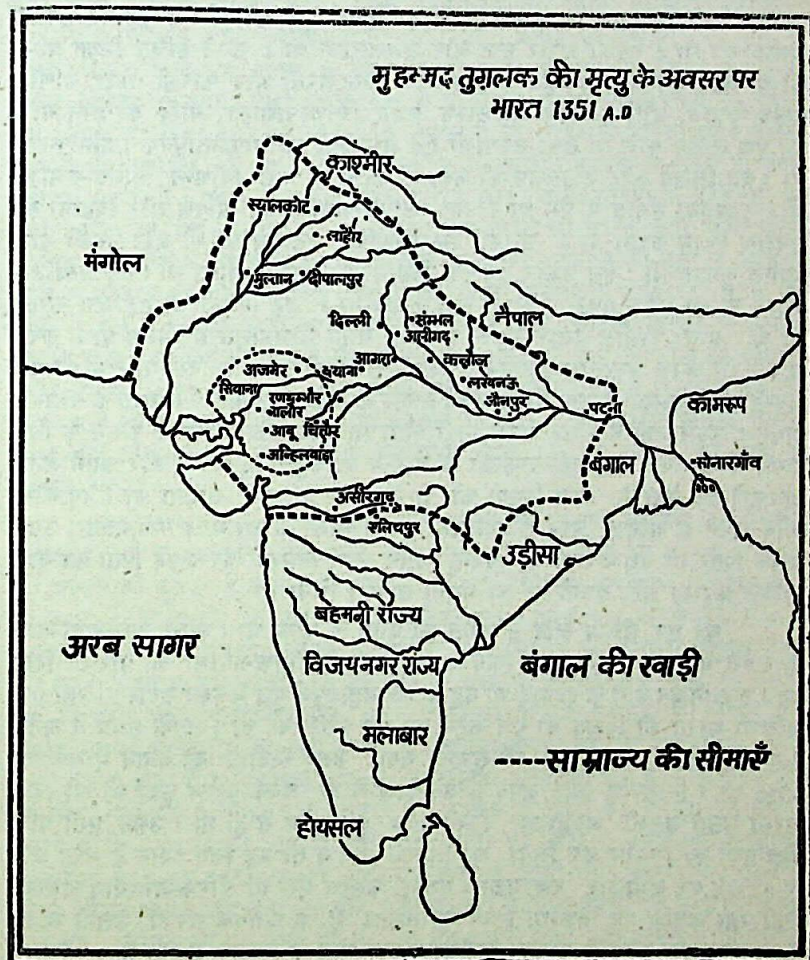 मुहम्मद तुग़लक की मृत्यु के अवसर पर
भारत 1351 A.D
काश्मीर
स्यालकोट
लाहौर
मंगोल
मुल्तान
दीपालपुर
दिल्ली
सम्भल
अलीगढ़
नैपाल
आगरा
कन्नौज
अजमेर
बयाना
लखनऊ
सिवाना
रणथम्भौर
जौनपुर
पटना
कामरूप
जालौर
आबू
चित्तौर
अन्हिलवाड़ा
बंगाल
सोनारगाँव
असीरगढ़
एलिचपुर
उड़ीसा
बहमनी राज्य
अरब सागर
विजयनगर राज्य
बंगाल की खाड़ी
मलाबार
साम्राज्य की सीमाएँ
होयसल